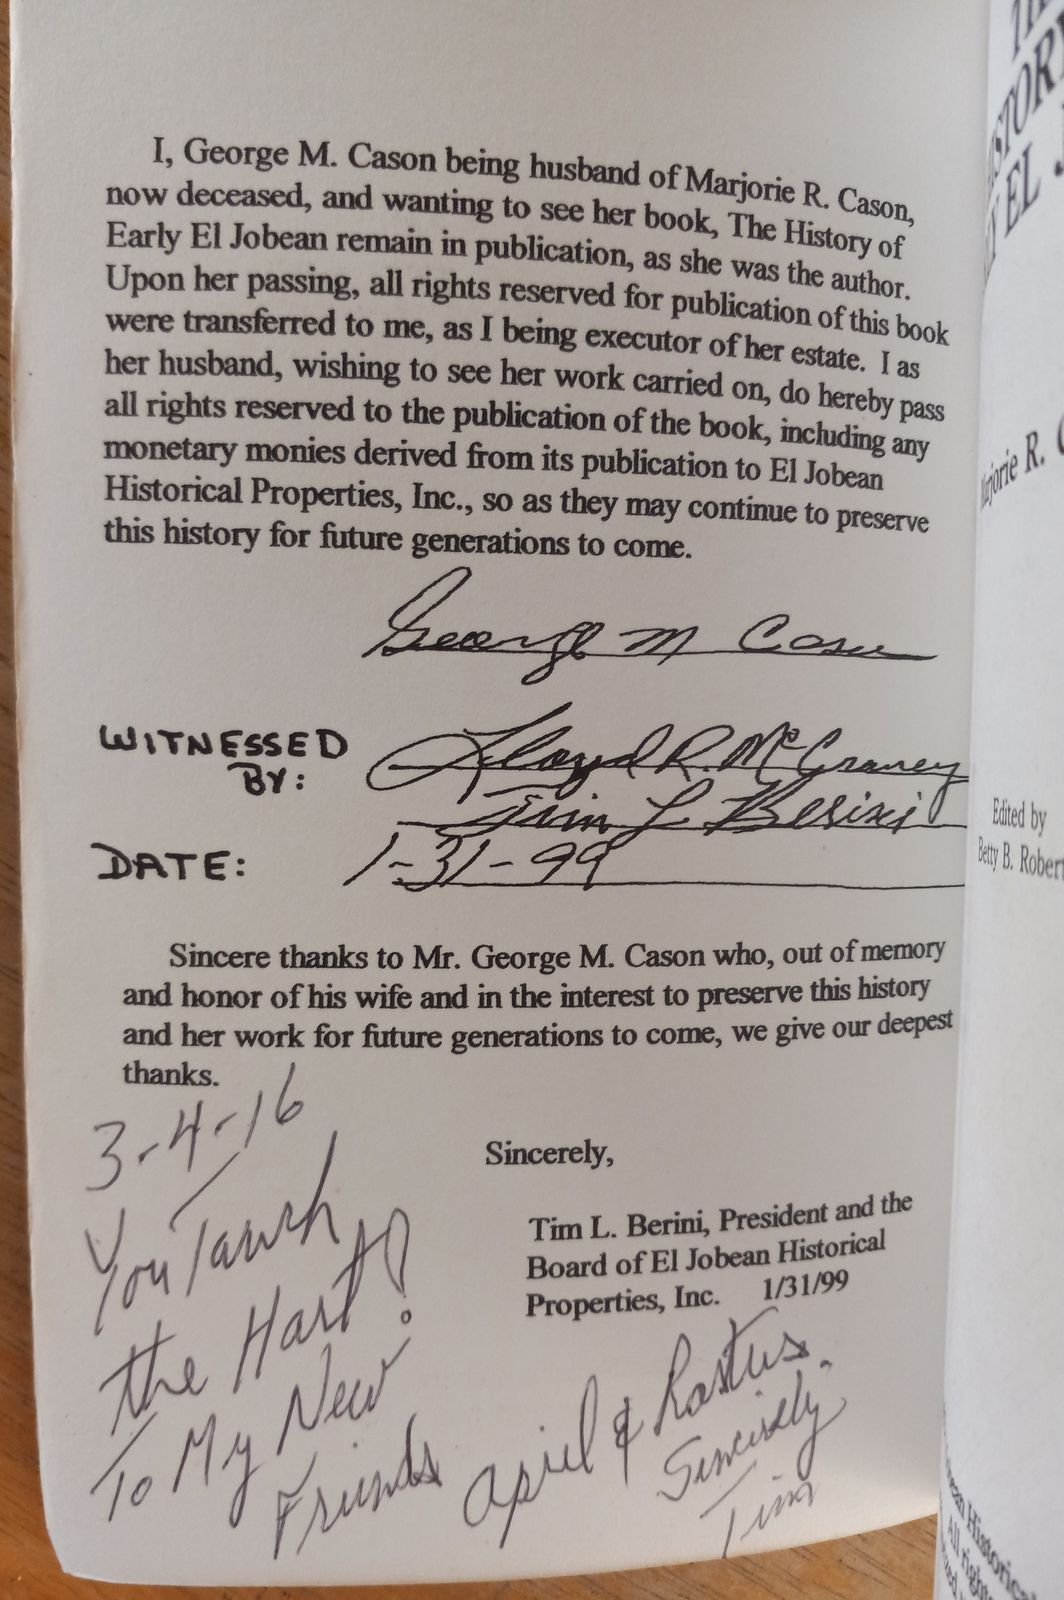 I, George M. Cason being husband of Marjorie R. Cason,
now deceased, and wanting to see her book, The History of
Early El Jobean remain in publication, as she was the author.
Upon her passing, all rights reserved for publication of this book
were transferred to me, as I being executor of her estate. I as
her husband, wishing to see her work carried on, do hereby pass
all rights reserved to the publication of the book, including any
monetary monies derived from its publication to El Jobean
Historical Properties, Inc., so as they may continue to preserve
this history for future generations to come.
George M Cason
WITNESSED
BY:
Lloyd R. McCraney
Tim L Berini
DATE: 1-31-99
Sincere thanks to Mr. George M. Cason who, out of memory
and honor of his wife and in the interest to preserve this history
and her work for future generations to come, we give our deepest
thanks.
Sincerely,
Tim L. Berini, President and the
Board of El Jobean Historical
Properties, Inc. 1/31/99
3-4-16
You
the Hart!
To My New
Friends
April & Rastus.
Sincerely
Tim
EL
R.
Edited by
Betty B.
All